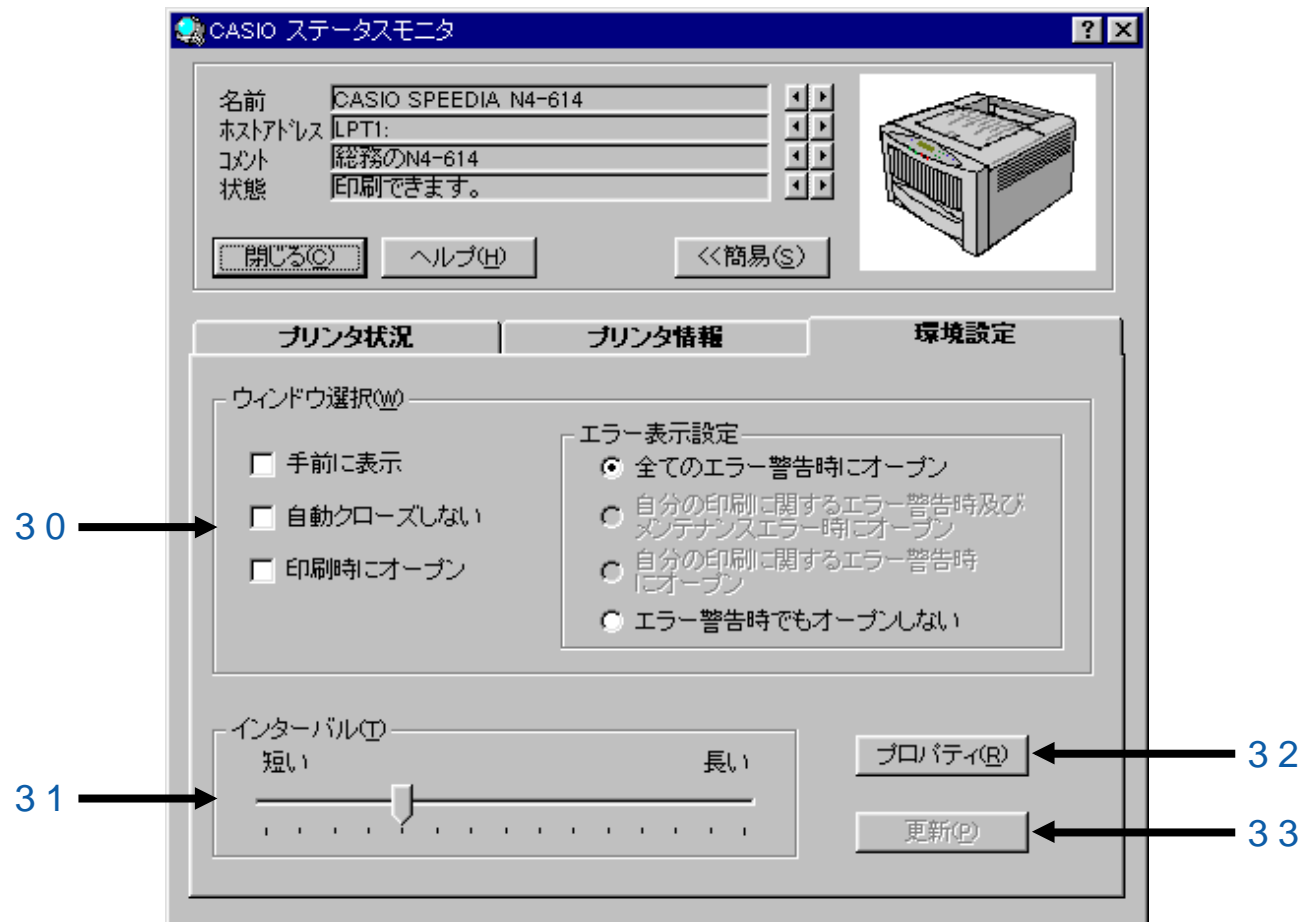 CASIO ステータスモニタ
名前 CASIO SPEEDIA N4-614
ホストアドレス LPT1:
コメント 総務のN4-614
状態 印刷できます。
閉じる(C) ヘルプ(H) <<簡易(S)
プリンタ状況 プリンタ情報 環境設定
ウィンドウ選択(W)
手前に表示
自動クローズしない
印刷時にオープン
エラー表示設定
全てのエラー警告時にオープン
自分の印刷に関するエラー警告時及び
メンテナンスエラー時にオープン
自分の印刷に関するエラー警告時
にオープン
エラー警告時でもオープンしない
30
インターバル(T)
短い 長い
31
プロパティ(R) 32
更新(P) 33